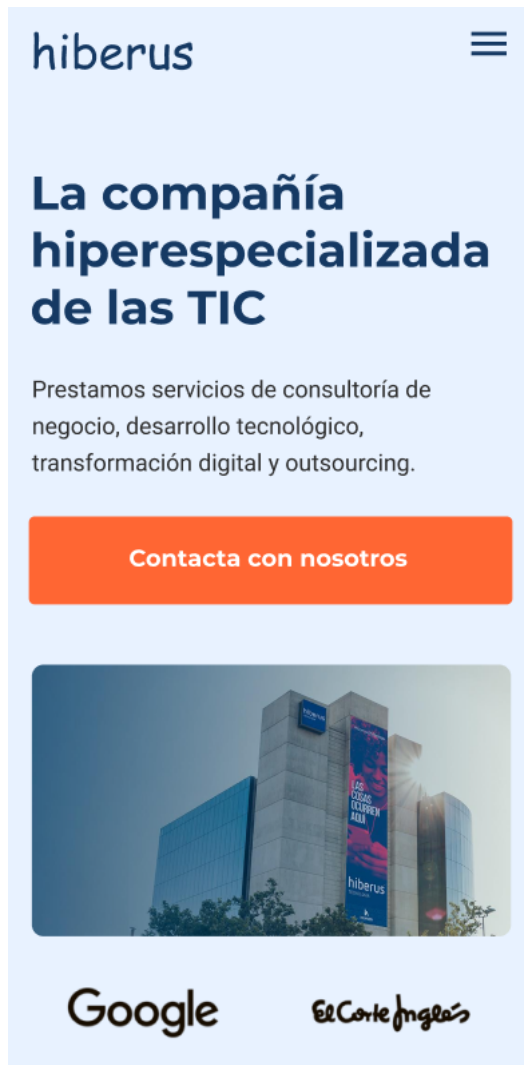 hiberus
La compañía
hiperespecializada
de las TIC
Prestamos servicios de consultoría de
negocio, desarrollo tecnológico,
transformación digital y outsourcing.
Contacta con nosotros
hiberus
LAS
COSAS
OCURREN
AQUÍ
hiberus
Google
El Corte Inglés